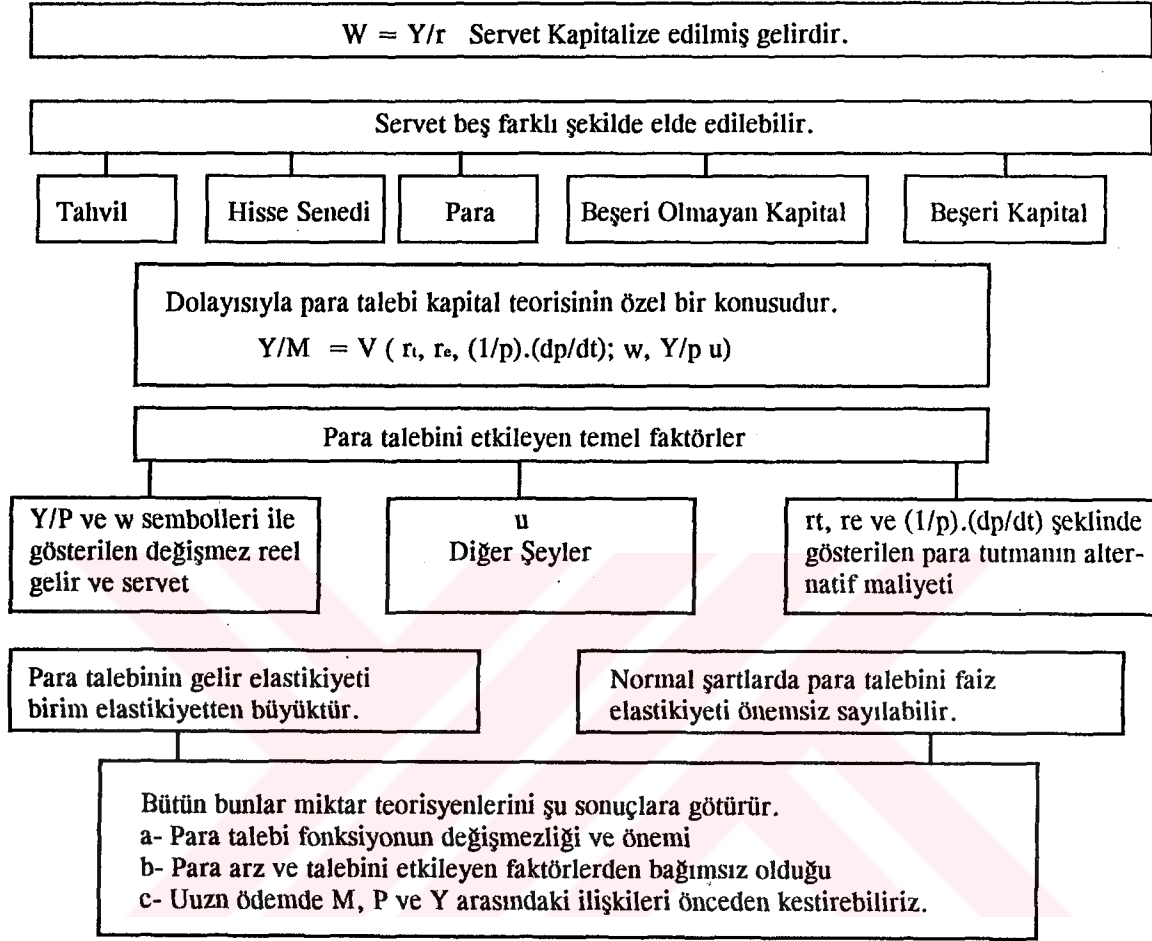 W = Y/r Servet Kapitalize edilmiş gelirdir.
Servet beş farklı şekilde elde edilebilir.
Tahvil
Hisse Senedi
Para
Beşeri Olmayan Kapital
Beşeri Kapital
Dolayısıyla para talebi kapital teorisinin özel bir konusudur.
Y/M = V ( rt, re, (1/p).(dp/dt); w, Y/p u)
Para talebini etkileyen temel faktörler
Y/P ve w sembolleri ile
gösterilen değişmez reel
gelir ve servet
u
Diğer Şeyler
rt, re ve (1/p).(dp/dt) şeklinde
gösterilen para tutmanın alter-
natif maliyeti
Para talebinin gelir elastikiyeti
birim elastikiyetten büyüktür.
Normal şartlarda para talebini faiz
elastikiyeti önemsiz sayılabilir.
Bütün bunlar miktar teorisyenlerini şu sonuçlara götürür.
a- Para talebi fonksiyonun değişmezliği ve önemi
b- Para arz ve talebini etkileyen faktörlerden bağımsız olduğu
c- Uuzn ödemde M, P ve Y arasındaki ilişkileri önceden kestirebiliriz.